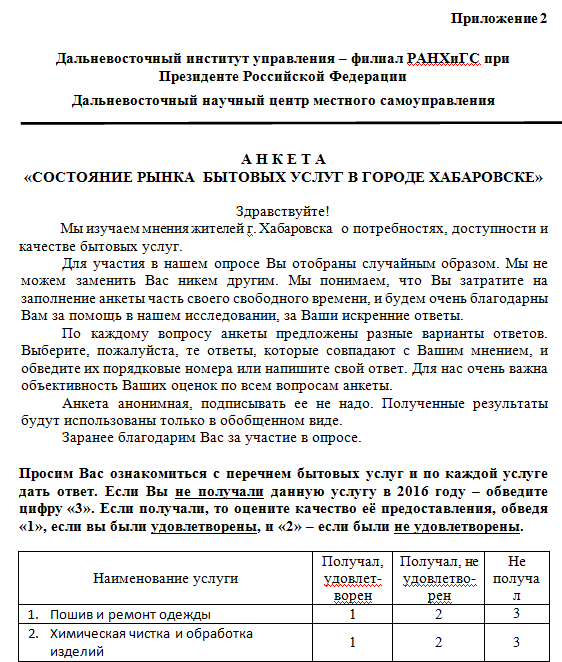 Приложение 2
Дальневосточный институт управления – филиал РАНХиГС при
Президенте Российской Федерации
Дальневосточный научный центр местного самоуправления
А Н К Е Т А
«СОСТОЯНИЕ РЫНКА БЫТОВЫХ УСЛУГ В ГОРОДЕ ХАБАРОВСКЕ»
Здравствуйте!
Мы изучаем мнения жителей г. Хабаровска о потребностях, доступности и
качестве бытовых услуг.
Для участия в нашем опросе Вы отобраны случайным образом. Мы не
можем заменить Вас никем другим. Мы понимаем, что Вы затратите на
заполнение анкеты часть своего свободного времени, и будем очень благодарны
Вам за помощь в нашем исследовании, за Ваши искренние ответы.
По каждому вопросу анкеты предложены разные варианты ответов.
Выберите, пожалуйста, те ответы, которые совпадают с Вашим мнением, и
обведите их порядковые номера или напишите свой ответ. Для нас очень важна
объективность Ваших оценок по всем вопросам анкеты.
Анкета анонимная, подписывать ее не надо. Полученные результаты
будут использованы только в обобщенном виде.
Заранее благодарим Вас за участие в опросе.
Просим Вас ознакомиться с перечнем бытовых услуг и по каждой услуге
дать ответ. Если Вы не получали данную услугу в 2016 году – обведите
цифру «3». Если получали, то оцените качество её предоставления, обведя
«1», если вы были удовлетворены, и «2» – если были не удовлетворены.
Наименование услуги
Получал,
удовлет-
ворен
Получал, не
удовлетво-
рен
Не
получа
л
1. Пошив и ремонт одежды 1 2 3
2. Химическая чистка и обработка
изделий 1 2 3